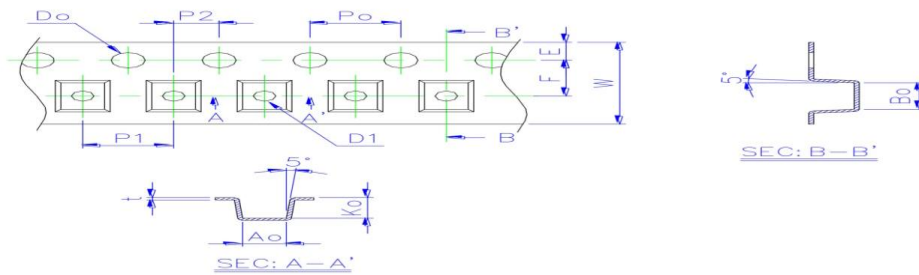 Do P2 Po B' E
F W
A A' B
P1 D1
5° Bo
SEC: B-B'
5°
t Ko
Ao
SEC: A-A'